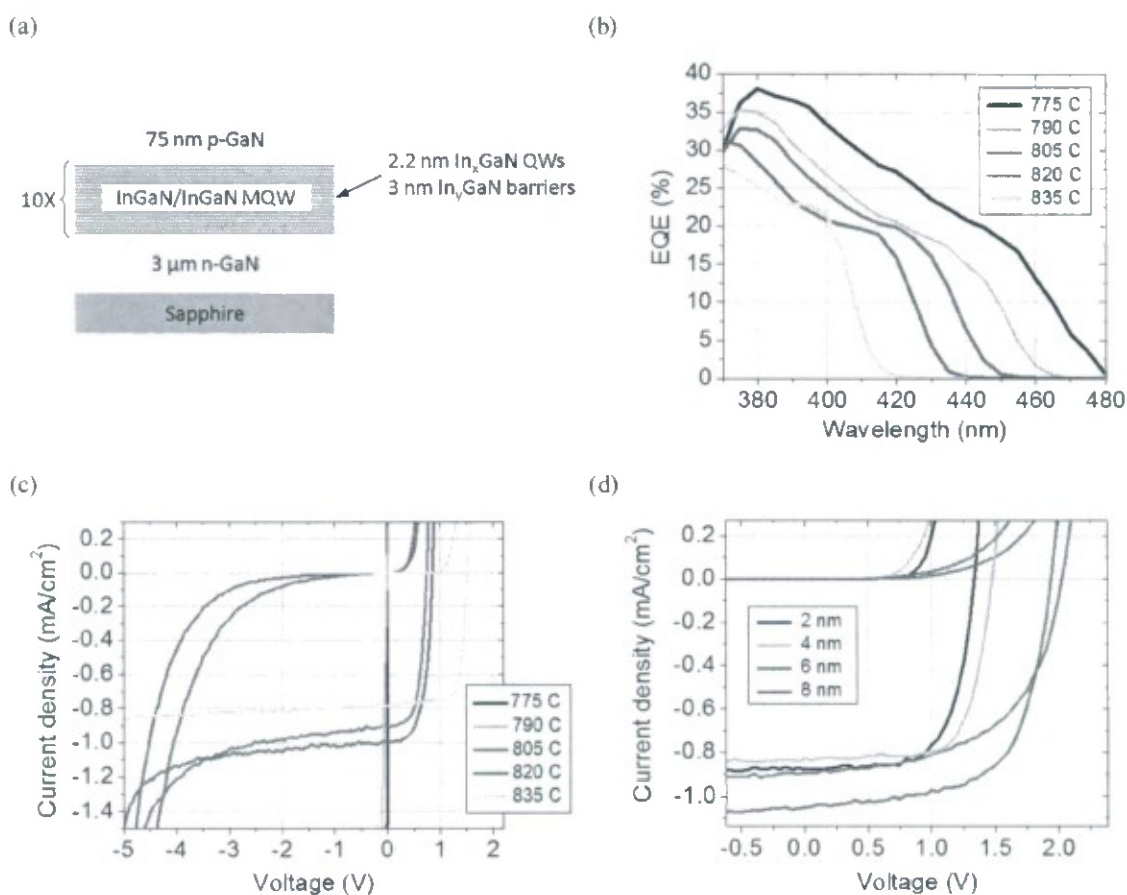 (a)
75 nm p-GaN
10X
InGaN/InGaN MQW
2.2 nm InₓGaN QWs
3 nm InᵧGaN barriers
3 μm n-GaN
Sapphire
(b)
EQE (%)
40
35
30
25
20
15
10
5
0
775 C
790 C
805 C
820 C
835 C
380 400 420 440 460 480
Wavelength (nm)
(c)
Current density (mA/cm²)
0.2
0.0
-0.2
-0.4
-0.6
-0.8
-1.0
-1.2
-1.4
775 C
790 C
805 C
820 C
835 C
-5 -4 -3 -2 -1 0 1 2
Voltage (V)
(d)
Current density (mA/cm²)
0.2
0.0
-0.2
-0.4
-0.6
-0.8
-1.0
2 nm
4 nm
6 nm
8 nm
-0.5 0.0 0.5 1.0 1.5 2.0
Voltage (V)